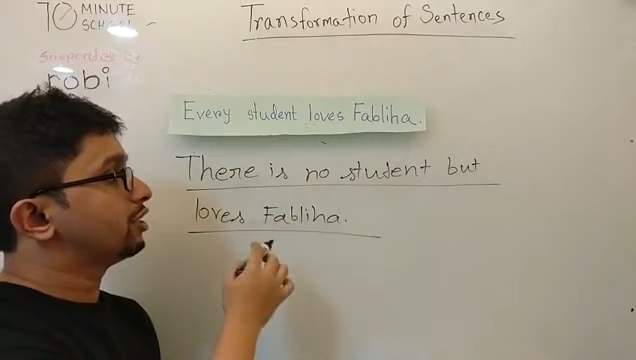 10 MINUTE
SCHOOL
Transformation of Sentences
robi
Every student loves Fabliha.
There is no student but
loves Fabliha.